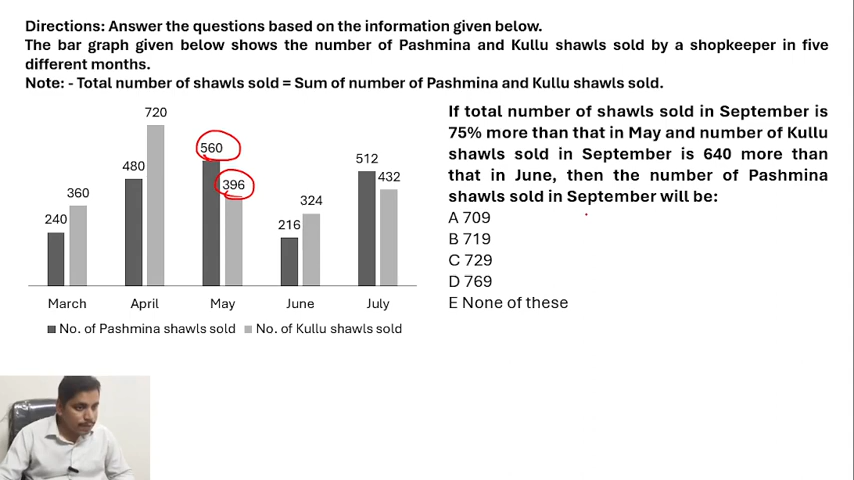 Directions: Answer the questions based on the information given below.
The bar graph given below shows the number of Pashmina and Kullu shawls sold by a shopkeeper in five
different months.
Note: - Total number of shawls sold = Sum of number of Pashmina and Kullu shawls sold.
720
560
480
396
360
240
216
324
512
432
March April May June July
No. of Pashmina shawls sold No. of Kullu shawls sold
If total number of shawls sold in September is
75% more than that in May and number of Kullu
shawls sold in September is 640 more than
that in June, then the number of Pashmina
shawls sold in September will be:
A 709
B 719
C 729
D 769
E None of these